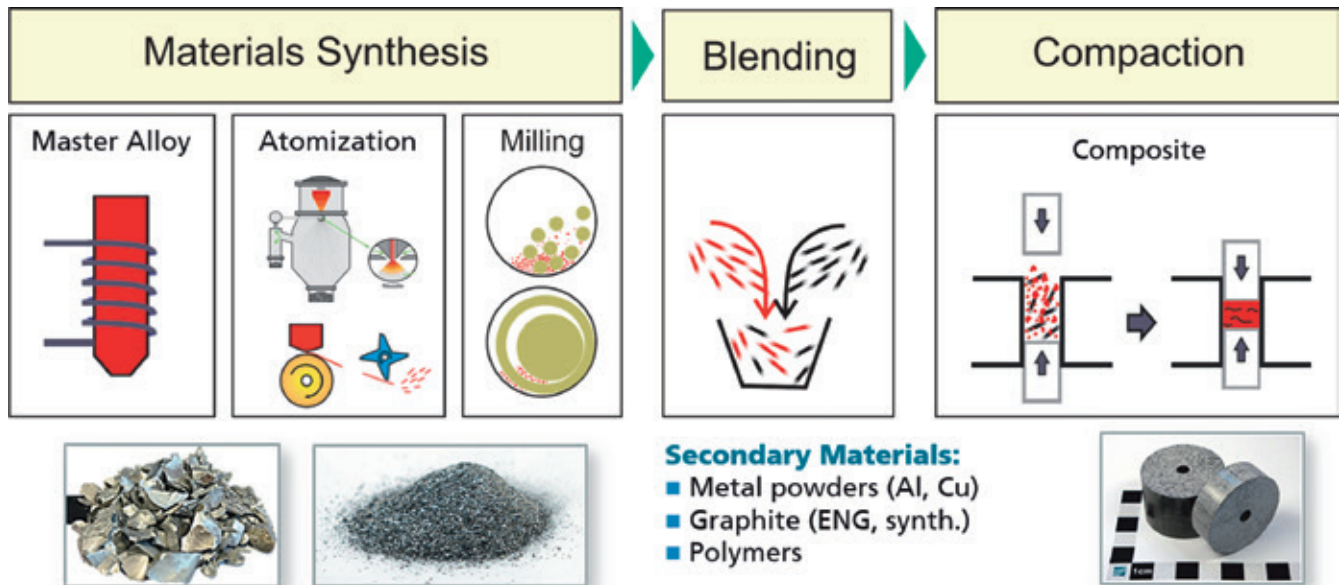 Materials Synthesis
Blending
Compaction
Master Alloy
Atomization
Milling
Composite
Secondary Materials:
Metal powders (Al, Cu)
Graphite (ENG, synth.)
Polymers
1cm